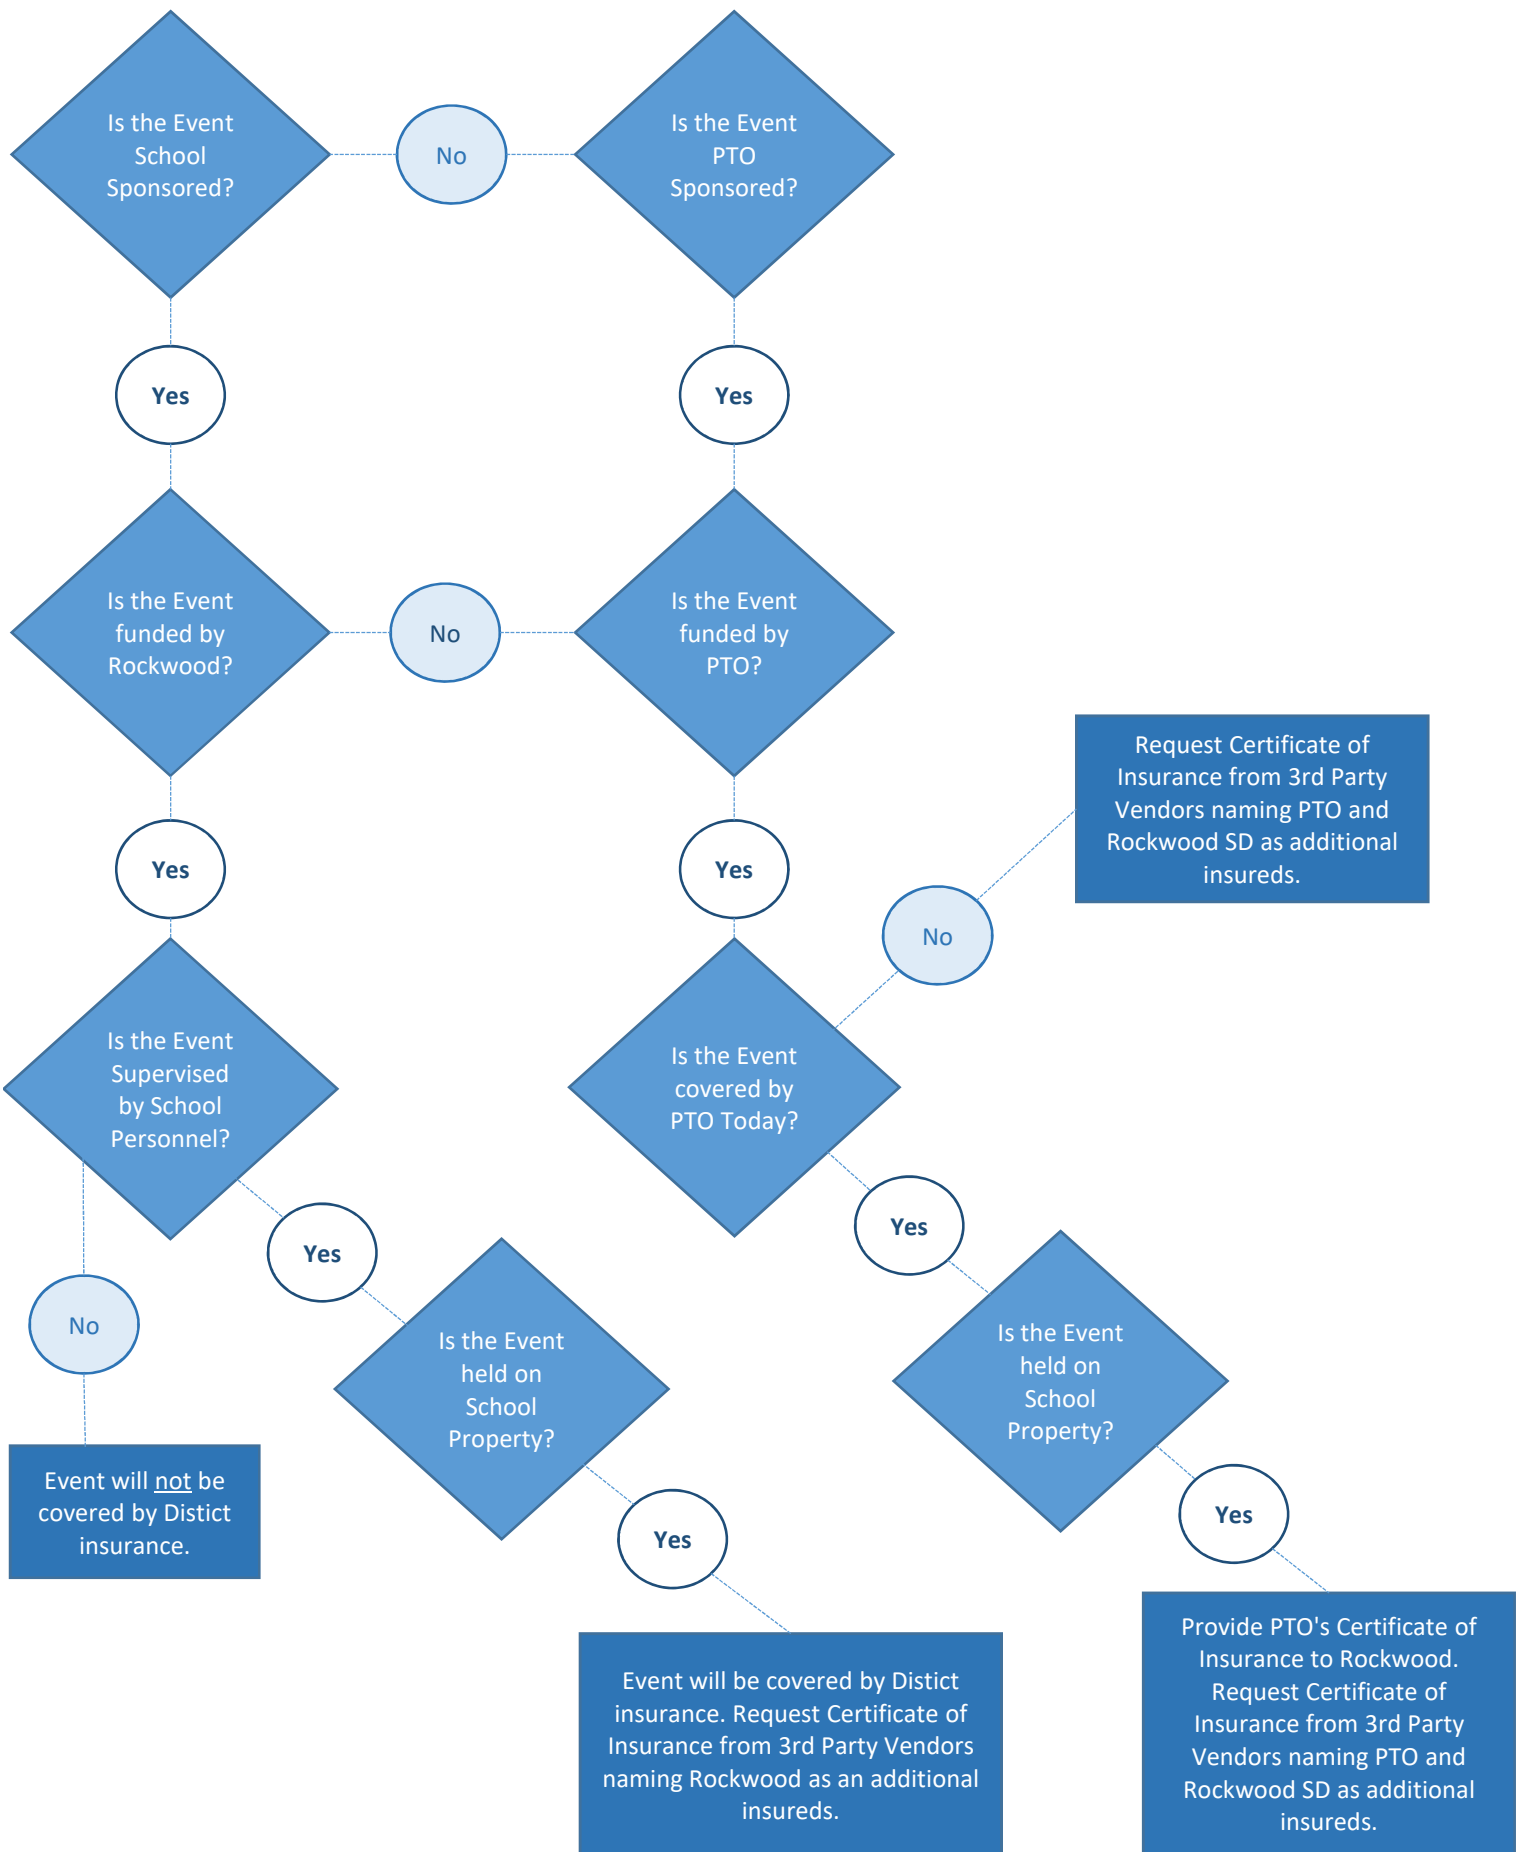 Is the Event
School
Sponsored?
No
Is the Event
PTO
Sponsored?
Yes
Yes
Is the Event
funded by
Rockwood?
No
Is the Event
funded by
PTO?
Request Certificate of
Insurance from 3rd Party
Vendors naming PTO and
Rockwood SD as additional
insureds.
Yes
Yes
No
Is the Event
Supervised
by School
Personnel?
Is the Event
covered by
PTO Today?
Yes
Yes
No
Is the Event
held on
School
Property?
Is the Event
held on
School
Property?
Event will not be
covered by Distict
insurance.
Yes
Yes
Event will be covered by Distict
insurance. Request Certificate of
Insurance from 3rd Party Vendors
naming Rockwood as an additional
insureds.
Provide PTO's Certificate of
Insurance to Rockwood.
Request Certificate of
Insurance from 3rd Party
Vendors naming PTO and
Rockwood SD as additional
insureds.